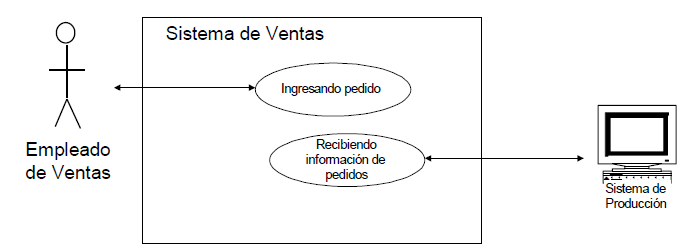 Sistema de Ventas
Ingresando pedido
Recibiendo
información de
pedidos
Empleado
de Ventas
Sistema de
Producción